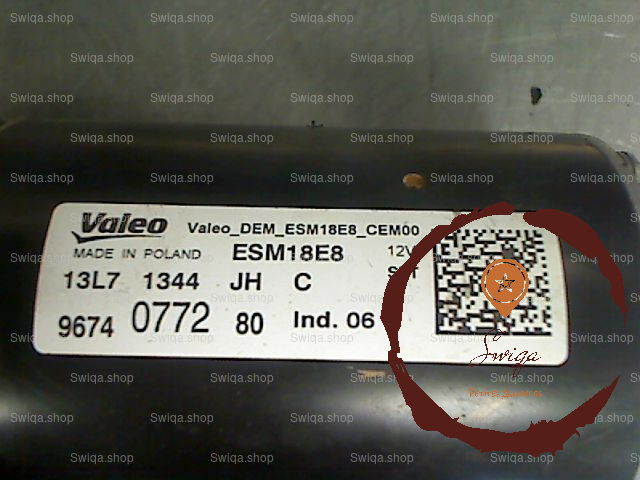 Valeo Valeo_DEM_ESM18E8_CEM00
MADE IN POLAND ESM18E8 12V
13L7 1344 JH C
9674 0772 80 Ind. 06
Swiqa
Swiqa.shop